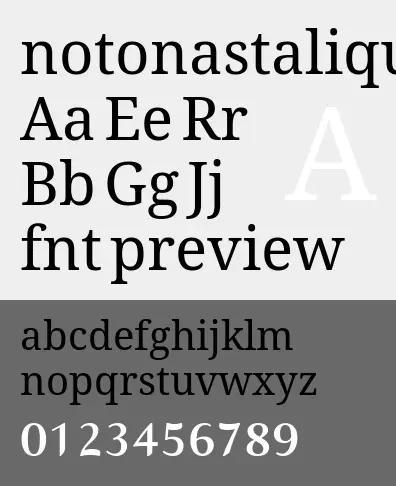 notonastaliqu
Aa Ee Rr
A
Bb Gg Jj
fnt preview
abcdefghijklm
nopqrstuvwxyz
0123456789